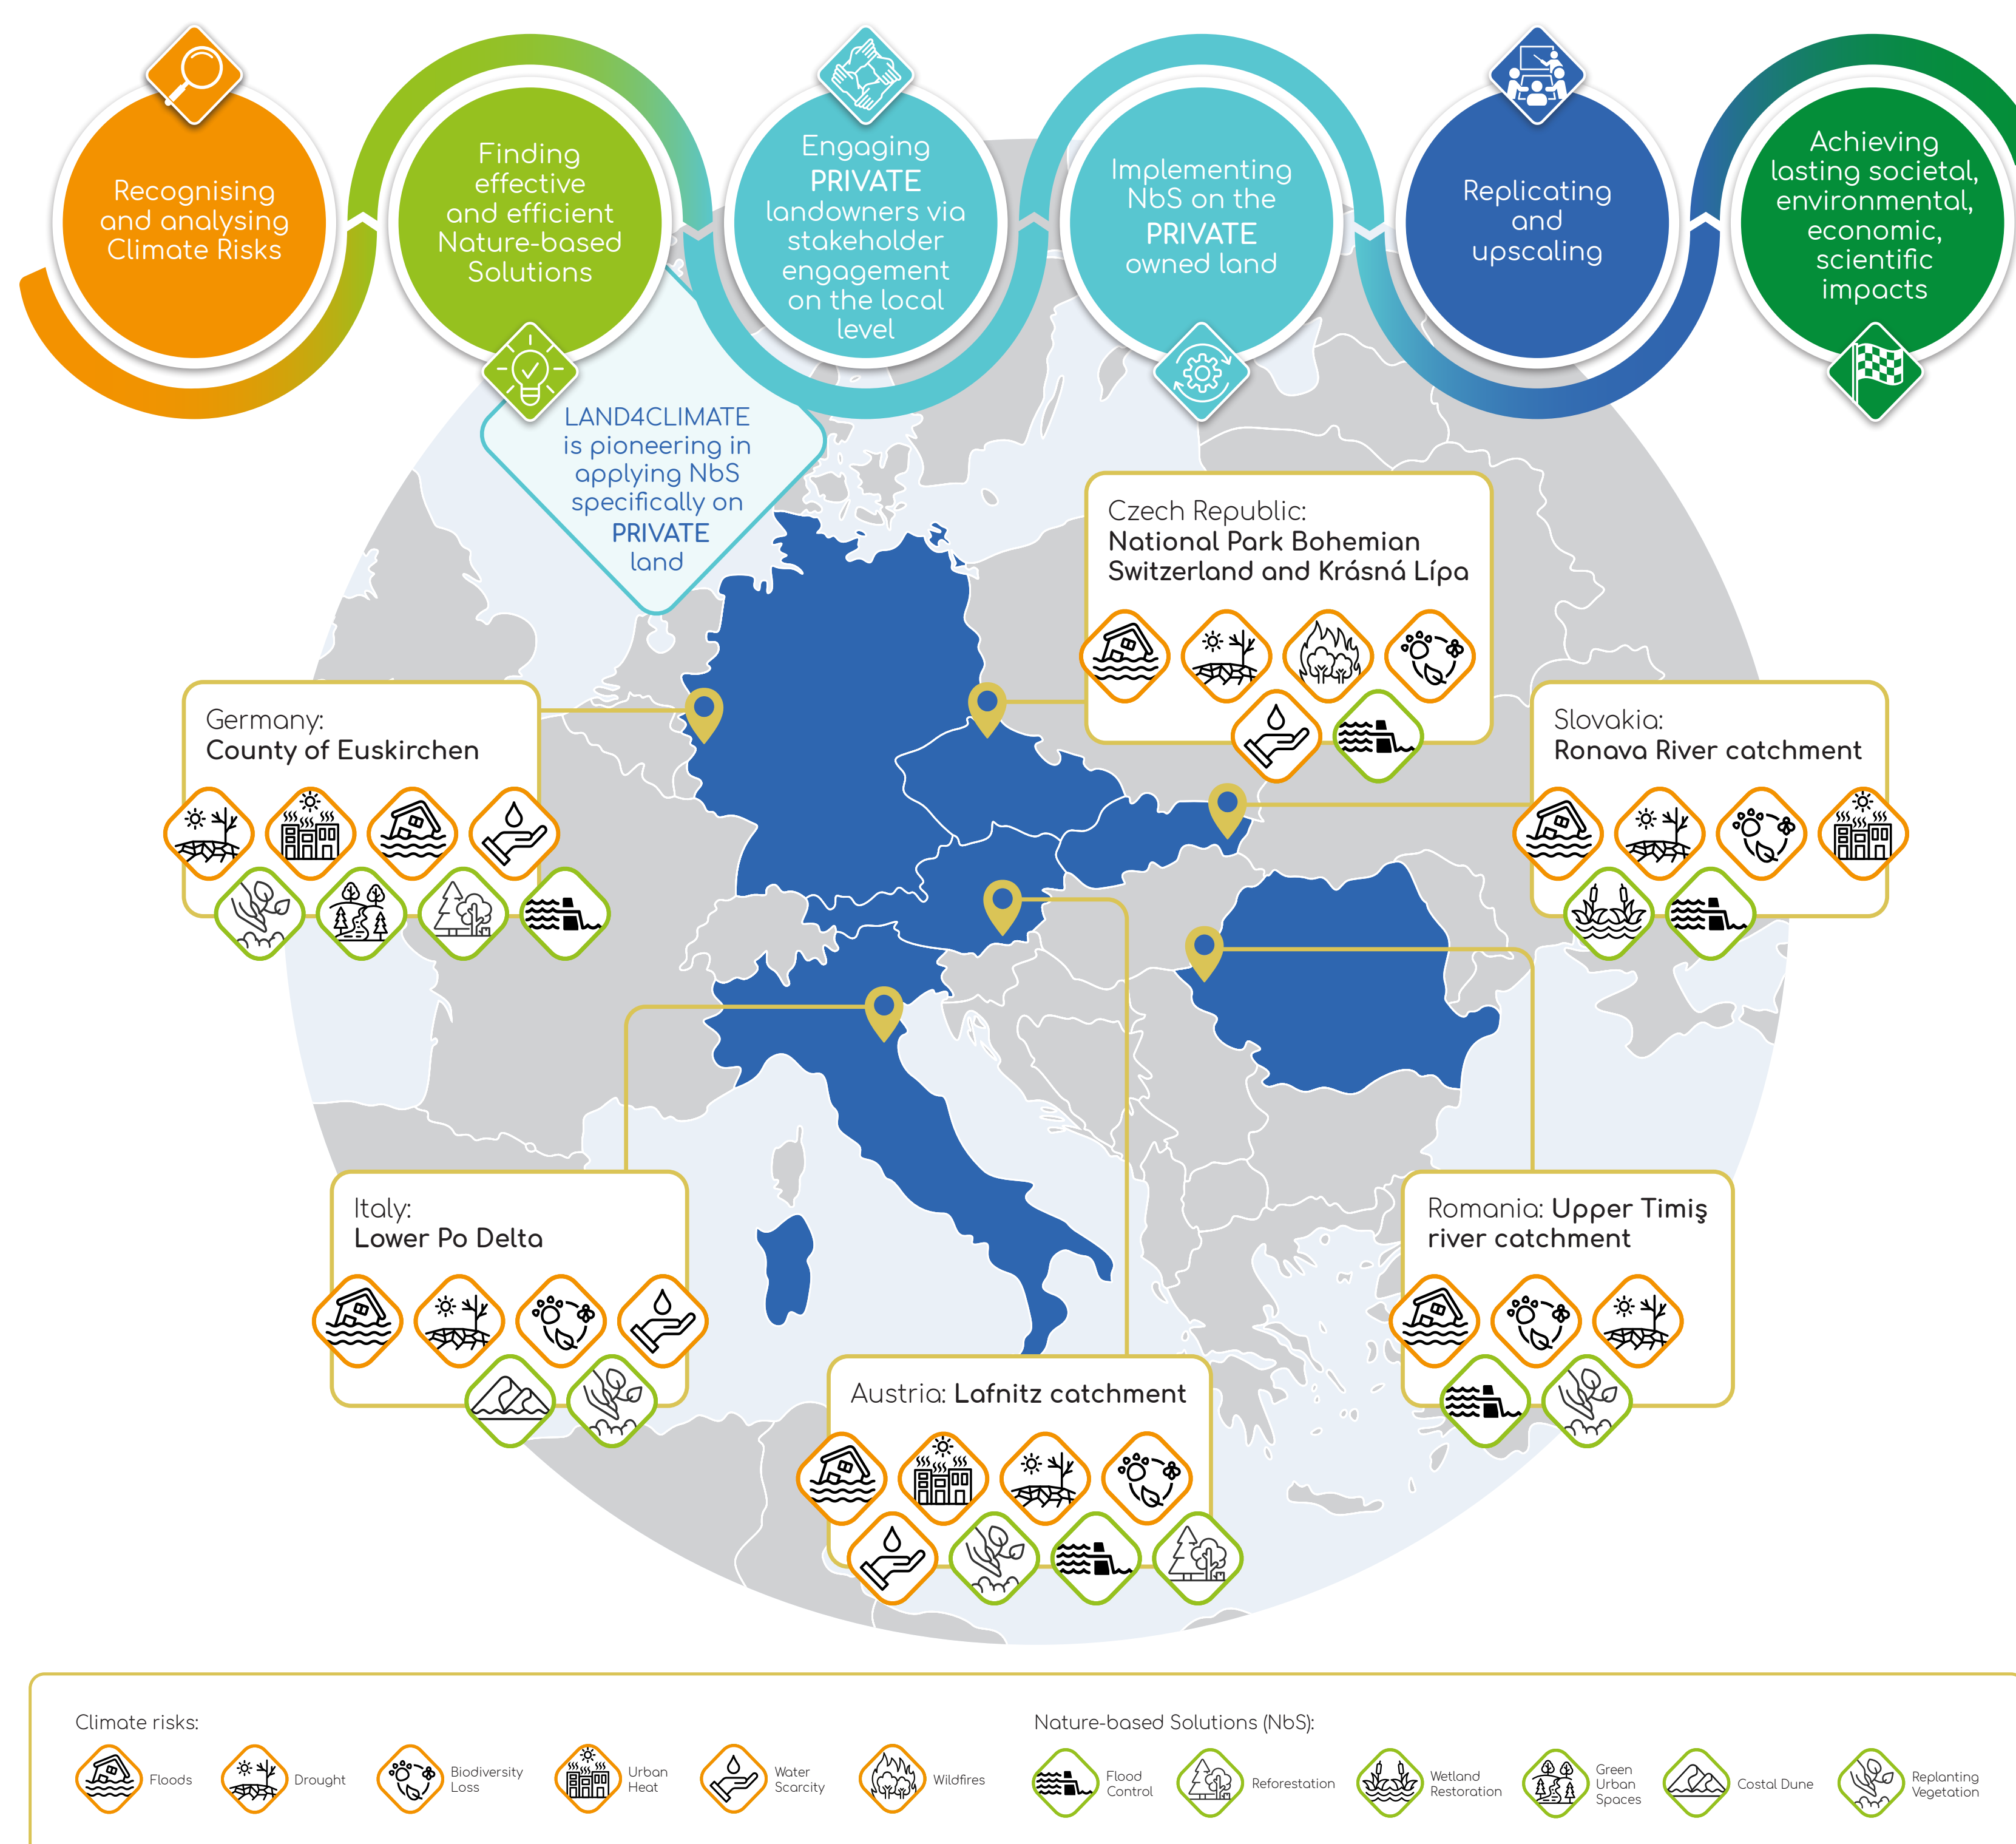 Recognising
and analysing
Climate Risks
Finding
effective
and efficient
Nature-based
Solutions
Engaging
PRIVATE
landowners via
stakeholder
engagement
on the local
level
Implementing
NbS on the
PRIVATE
owned land
Replicating
and
upscaling
Achieving
lasting societal,
environmental,
economic,
scientific
impacts
LAND4CLIMATE
is pioneering in
applying NbS
specifically on
PRIVATE
land
Czech Republic:
National Park Bohemian
Switzerland and Krásná Lípa
Germany:
County of Euskirchen
Slovakia:
Ronava River catchment
Italy:
Lower Po Delta
Romania: Upper Timiş
river catchment
Austria: Lafnitz catchment
Climate risks:
Floods
Drought
Biodiversity
Loss
Urban
Heat
Water
Scarcity
Wildfires
Nature-based Solutions (NbS):
Flood
Control
Reforestation
Wetland
Restoration
Green
Urban
Spaces
Costal Dune
Replanting
Vegetation